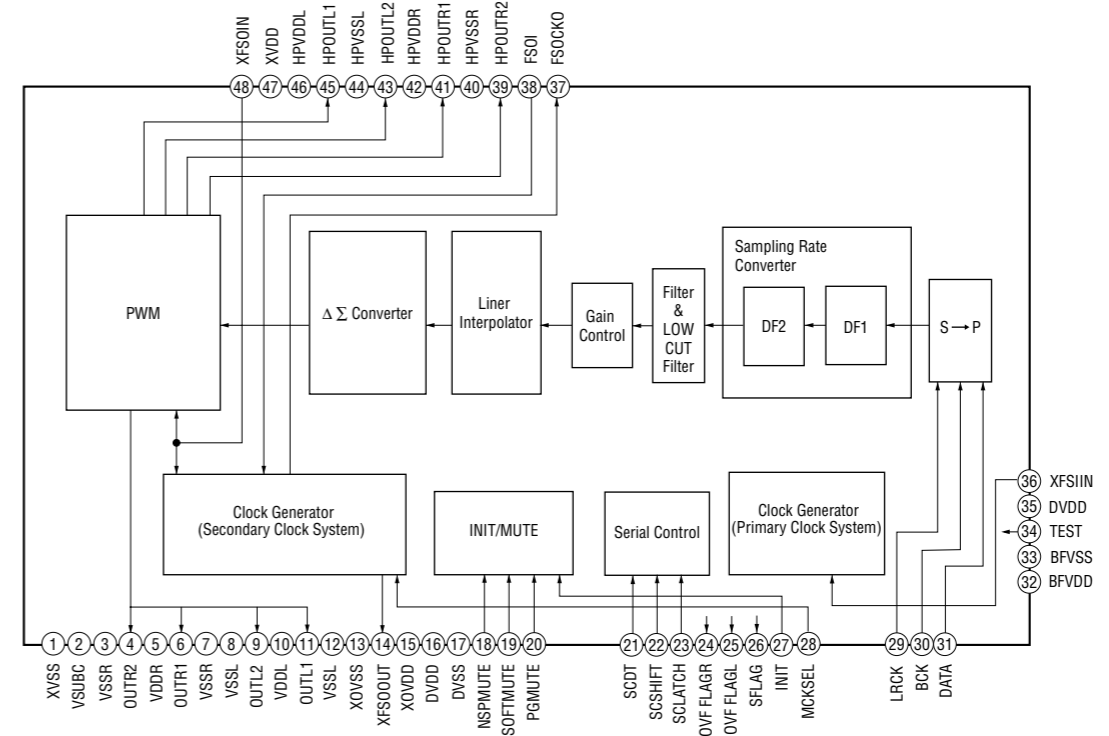 XFSOIN
XVDD
HPVDDL
HPOUTL1
HPVSSL
HPOUTL2
HPVDDR
HPOUTR1
HPVSSR
HPOUTR2
FSOI
FSOCKO
48 47 46 45 44 43 42 41 40 39 38 37
PWM
Δ Σ Converter
Liner
Interpolator
Gain
Control
Filter
&
LOW
CUT
Filter
Sampling Rate
Converter
DF2
DF1
S → P
Clock Generator
(Secondary Clock System)
INIT/MUTE
Serial Control
Clock Generator
(Primary Clock System)
36 XFSIIN
35 DVDD
34 TEST
33 BFVSS
32 BFVDD
1 2 3 4 5 6 7 8 9 10 11 12 13 14 15 16 17 18 19 20 21 22 23 24 25 26 27 28 29 30 31
XVSS
VSUBC
VSSR
OUTR2
VDDR
OUTR1
VSSR
VSSL
OUTL2
VDDL
OUTL1
VSSL
XOVSS
XFSOOUT
XOVDD
DVDD
DVSS
NSPMUTE
SOFTMUTE
PGMUTE
SCDT
SCSHIFT
SCLATCH
OVF FLAGR
OVF FLAGL
SFLAG
INIT
MCKSEL
LRCK
BCK
DATA